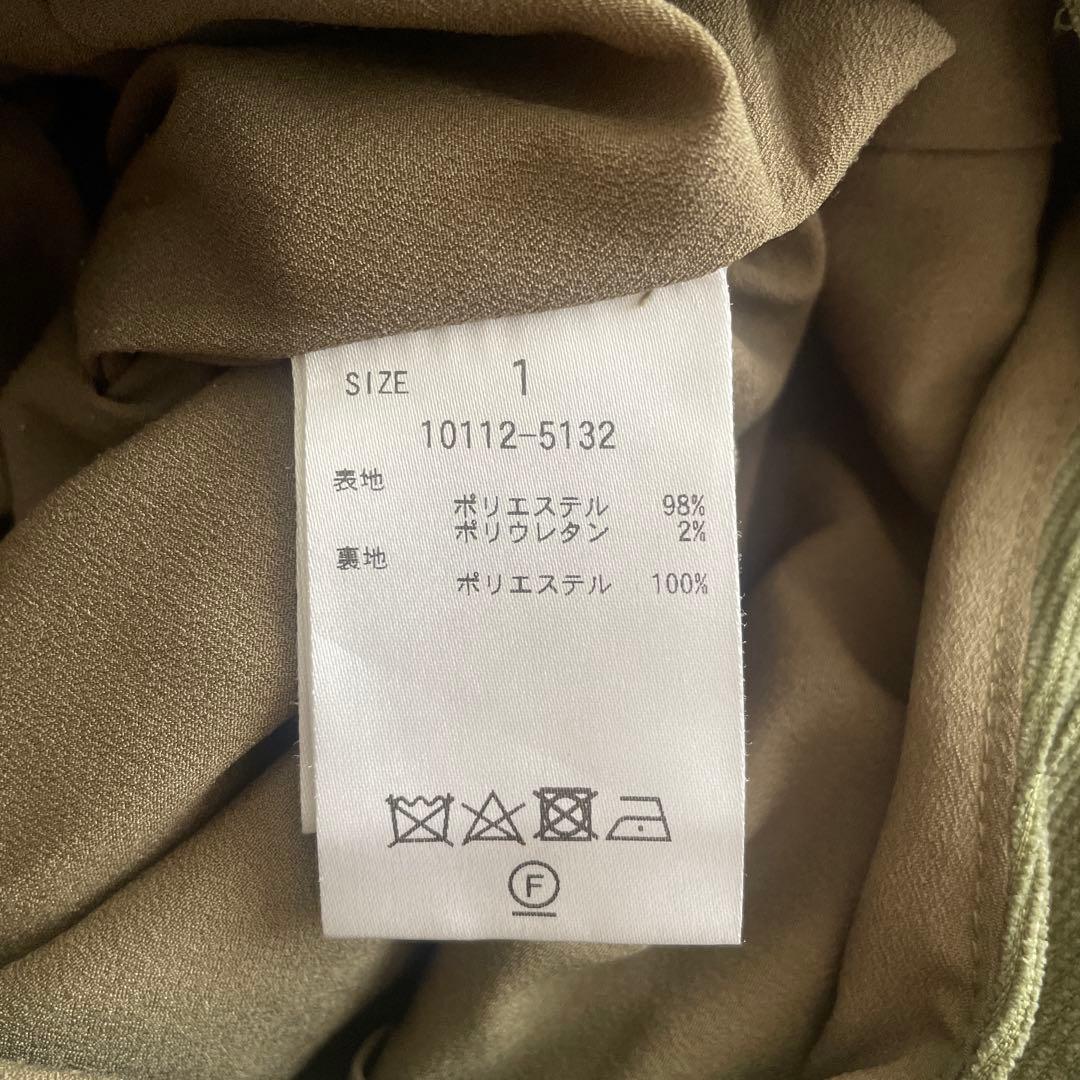 SIZE 1
10112-5132
表地
ポリエステル 98%
ポリウレタン 2%
裏地
ポリエステル 100%
F